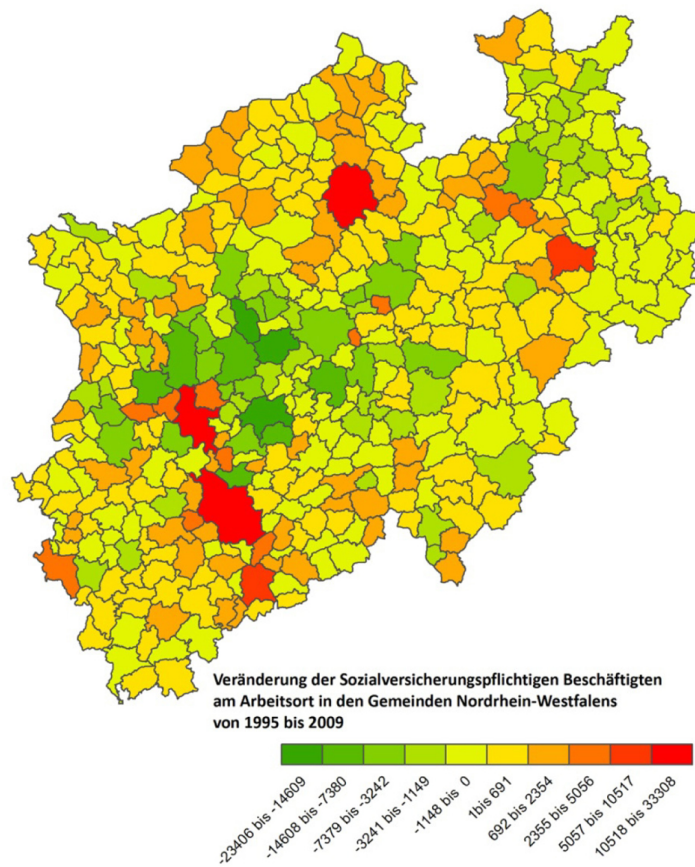 Veränderung der Sozialversicherungspflichtigen Beschäftigten
am Arbeitsort in den Gemeinden Nordrhein-Westfalens
von 1995 bis 2009
-23406 bis -14609
-14608 bis -7380
-7379 bis -3242
-3241 bis -1149
-1148 bis 0
1bis 691
692 bis 2354
2355 bis 5056
5057 bis 10517
10518 bis 33308